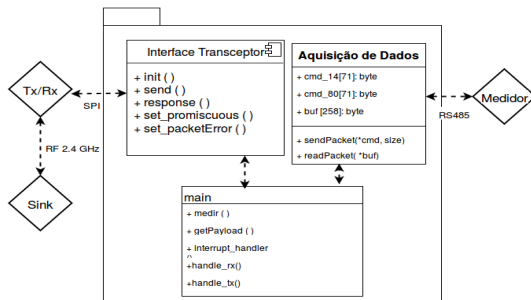 Interface Transceptor
+ init ( )
+ send ( )
+ response ( )
+ set_promiscuous ( )
+ set_packetError ( )
Aquisição de Dados
+ cmd_14[71]: byte
+ cmd_80[71]: byte
+ buf [258]: byte
+ sendPacket(*cmd, size)
+ readPacket( *buf)
Tx/Rx
SPI
RF 2.4 GHz
Sink
Medidor
RS485
main
+ medir ( )
+ getPayload ( )
+ interrupt_handler
()
+handle_rx()
+handle_tx()